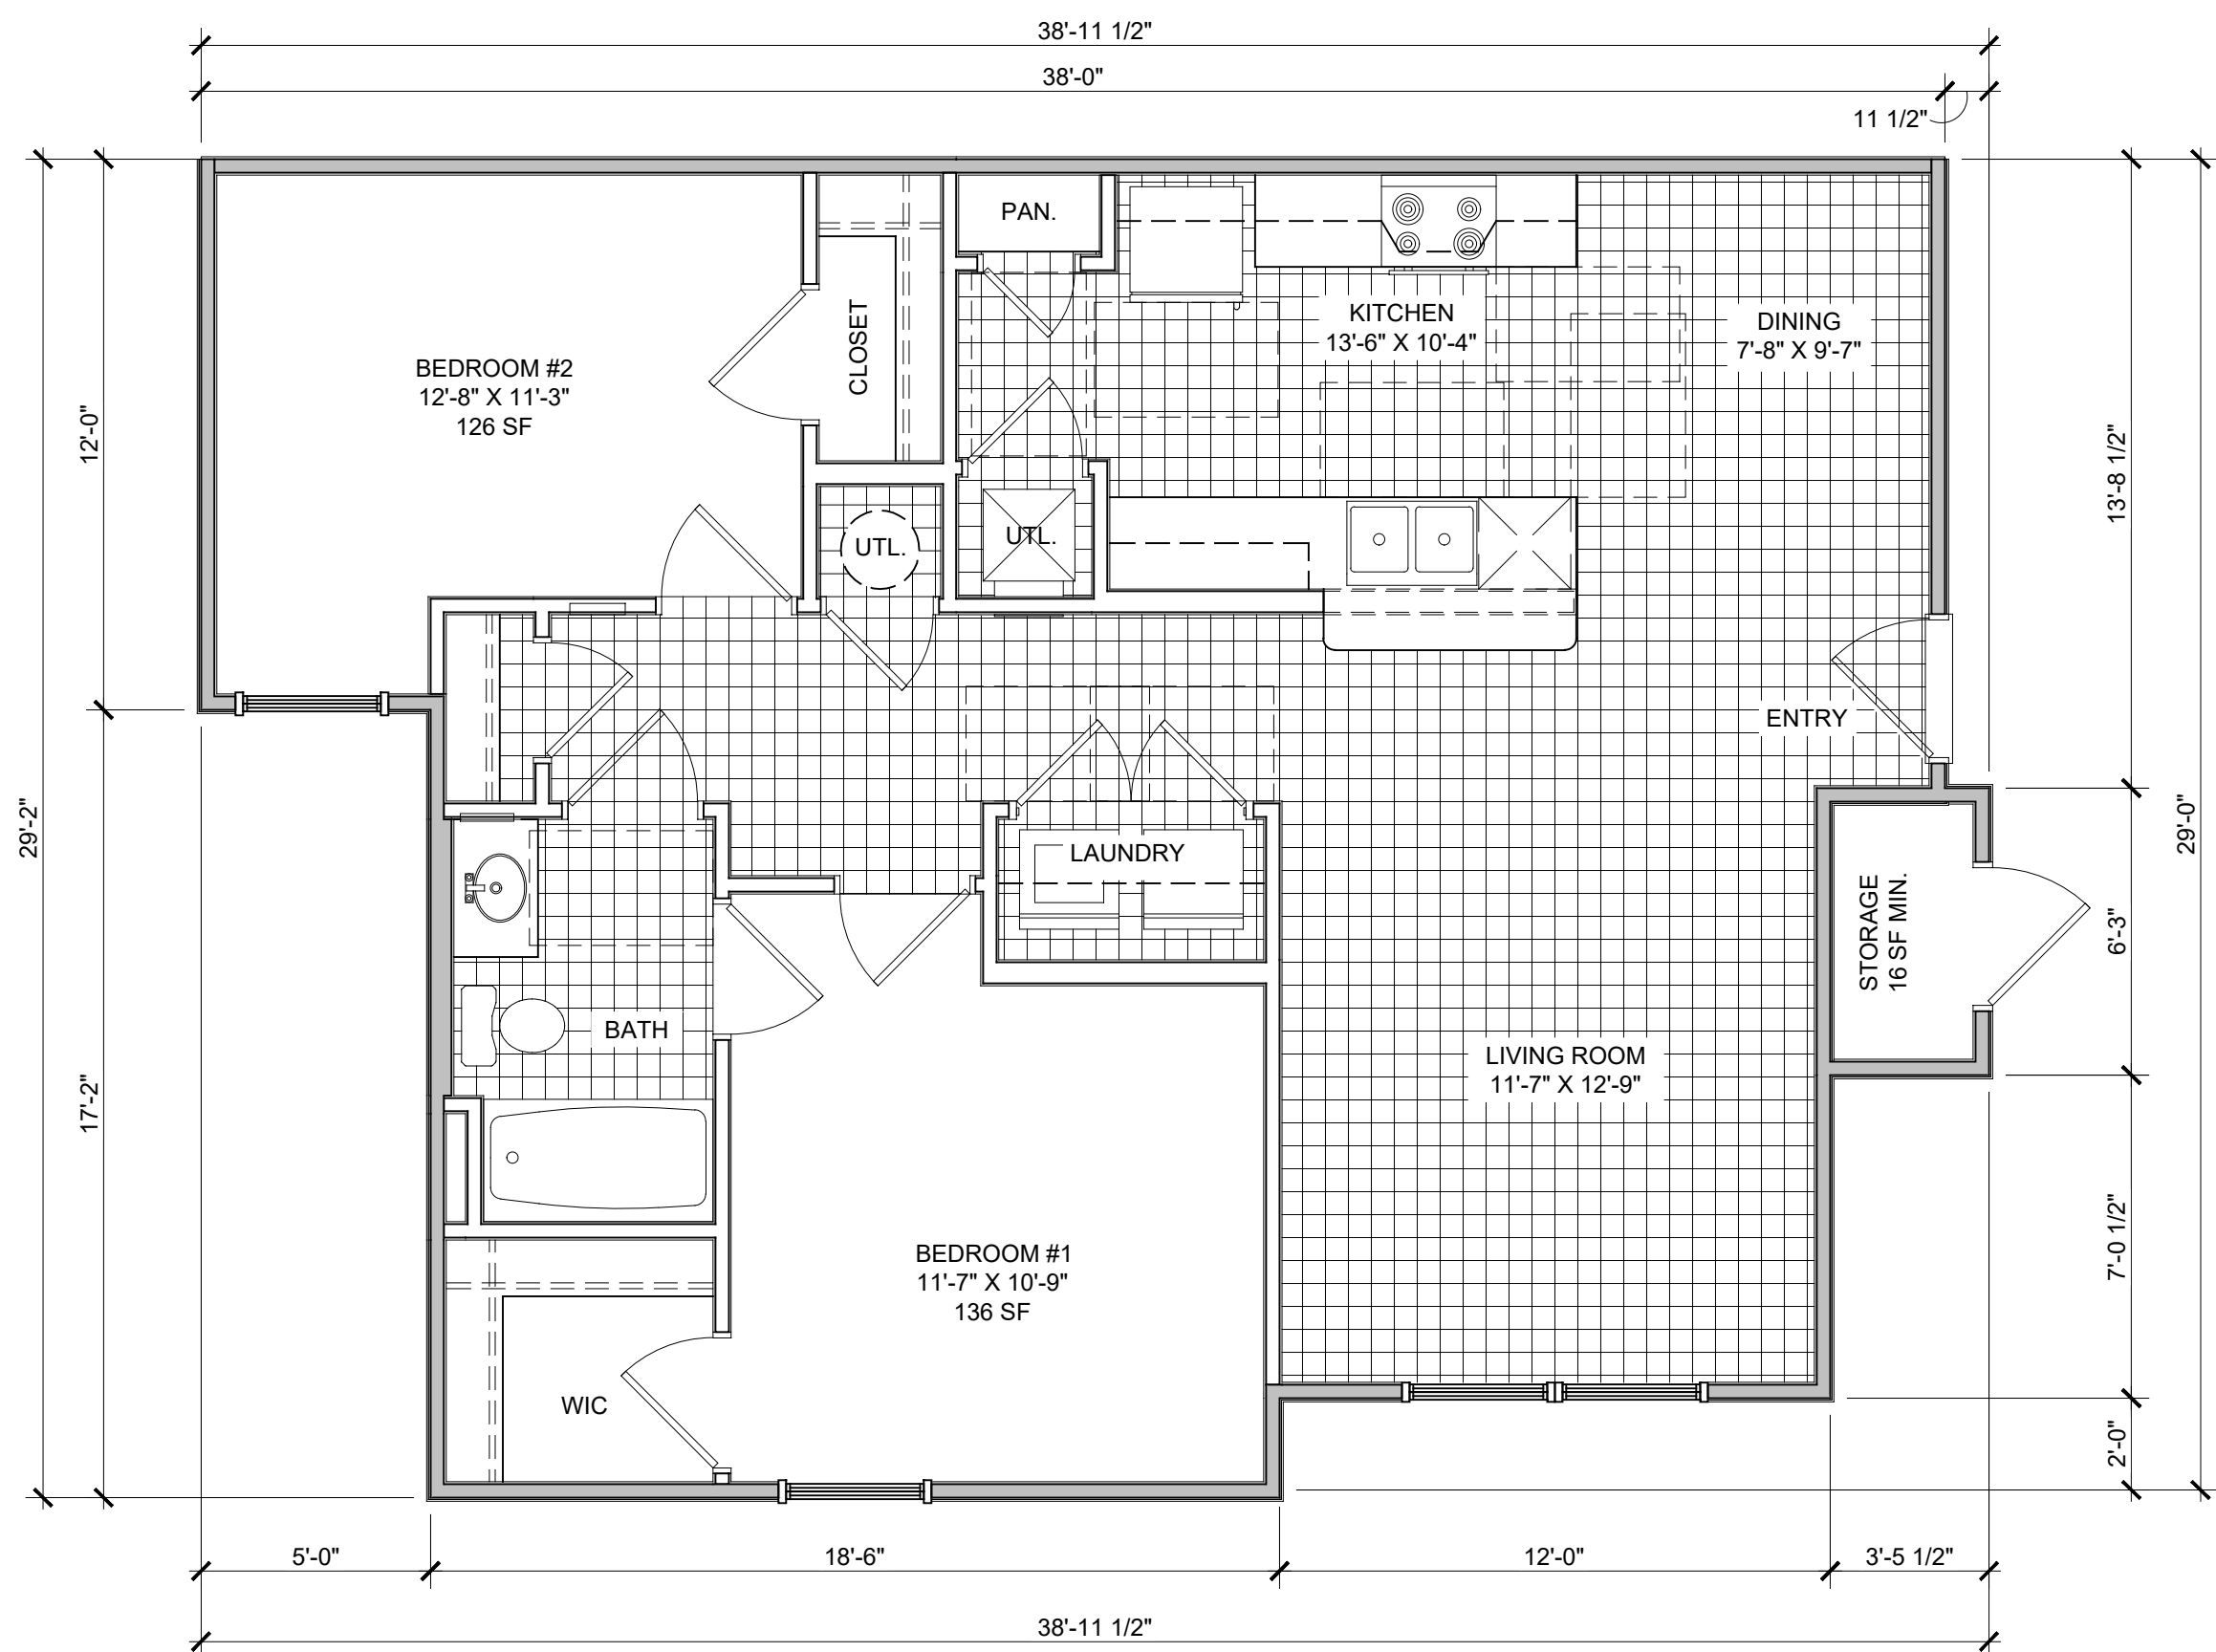 38'-11 1/2"
38'-0"
11 1/2"
PAN.
CLOSET
KITCHEN
13'-6" X 10'-4"
DINING
7'-8" X 9'-7"
BEDROOM #2
12'-8" X 11'-3"
126 SF
12'-0"
13'-8 1/2"
UTL.
UTL.
ENTRY
29'-2"
29'-0"
LAUNDRY
STORAGE
16 SF MIN.
6'-3"
BATH
LIVING ROOM
11'-7" X 12'-9"
17'-2"
7'-0 1/2"
BEDROOM #1
11'-7" X 10'-9"
136 SF
WIC
2'-0"
5'-0"
18'-6"
12'-0"
3'-5 1/2"
38'-11 1/2"